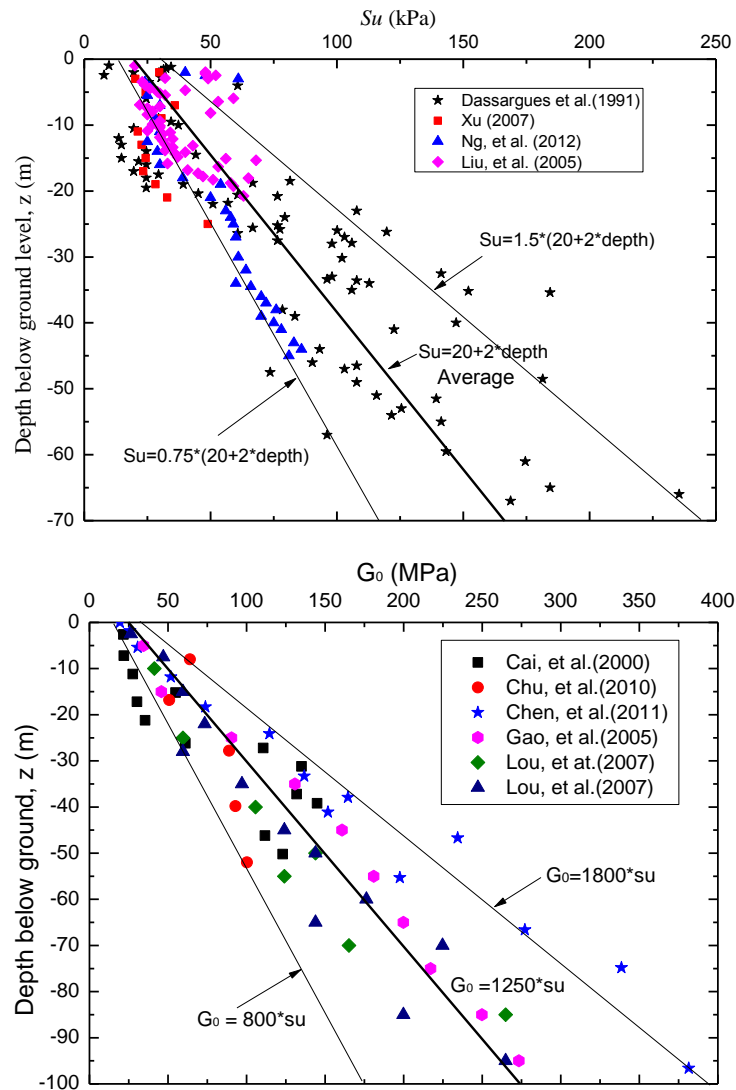 Su (kPa)
0 50 100 150 200 250
0
-10
-20
-30
-40
-50
-60
-70
Depth below ground level, z (m)
Dassargues et al.(1991)
Xu (2007)
Ng, et al. (2012)
Liu, et al. (2005)
Su=1.5*(20+2*depth)
Su=20+2*depth
Average
Su=0.75*(20+2*depth)
G₀ (MPa)
0 50 100 150 200 250 300 350 400
0
-10
-20
-30
-40
-50
-60
-70
-80
-90
-100
Depth below ground, z (m)
Cai, et al.(2000)
Chu, et al.(2010)
Chen, et al.(2011)
Gao, et al.(2005)
Lou, et at.(2007)
Lou, et al.(2007)
G₀=1800*su
G₀ =1250*su
G₀ = 800*su